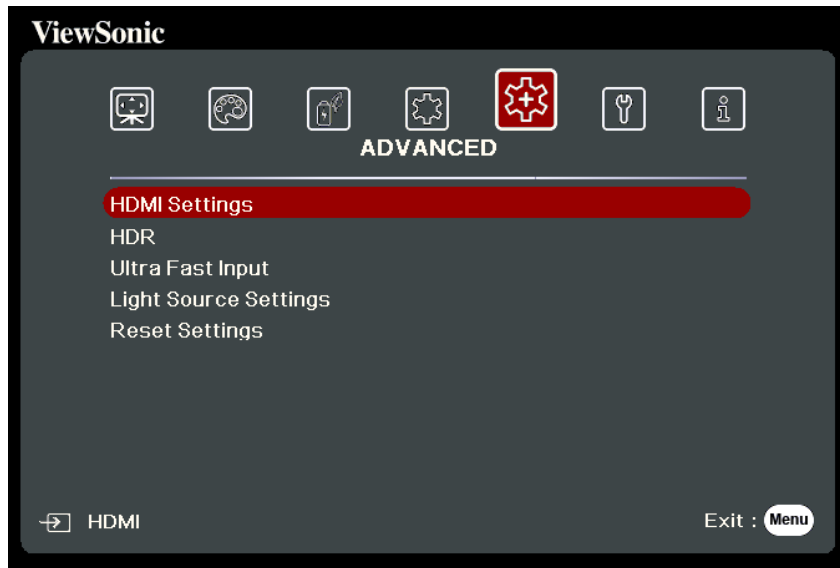 ViewSonic
ADVANCED
HDMI Settings
HDR
Ultra Fast Input
Light Source Settings
Reset Settings
HDMI
Exit : Menu